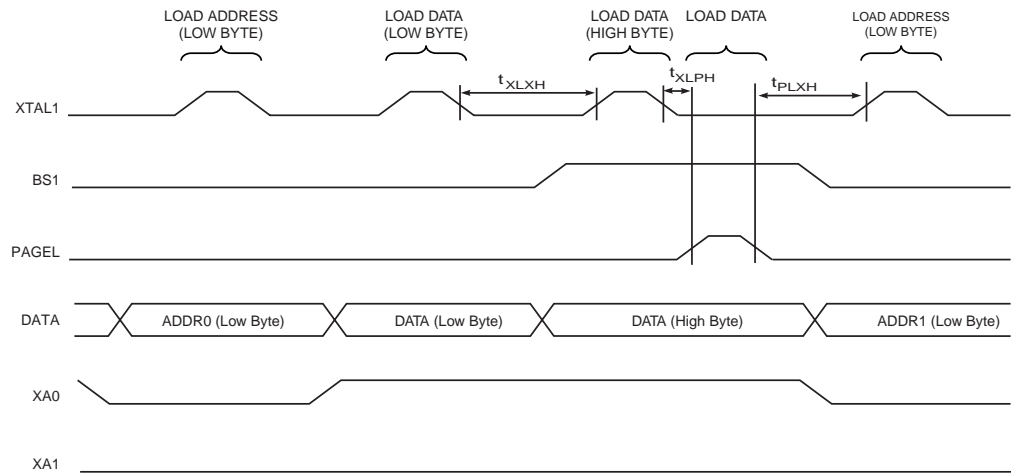 LOAD ADDRESS
(LOW BYTE)
LOAD DATA
(LOW BYTE)
LOAD DATA
(HIGH BYTE)
LOAD DATA
LOAD ADDRESS
(LOW BYTE)
tXLXH
tXLPH
tPLXH
XTAL1
BS1
PAGEL
DATA
ADDR0 (Low Byte)
DATA (Low Byte)
DATA (High Byte)
ADDR1 (Low Byte)
XA0
XA1